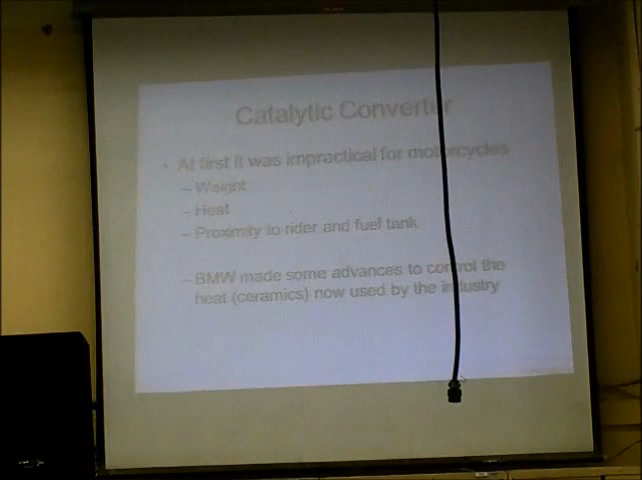 Catalytic Converter
• At first it was impractical for motorcycles
– Weight
– Heat
– Proximity to rider and fuel tank
– BMW made some advances to control the
heat (ceramics) now used by the industry